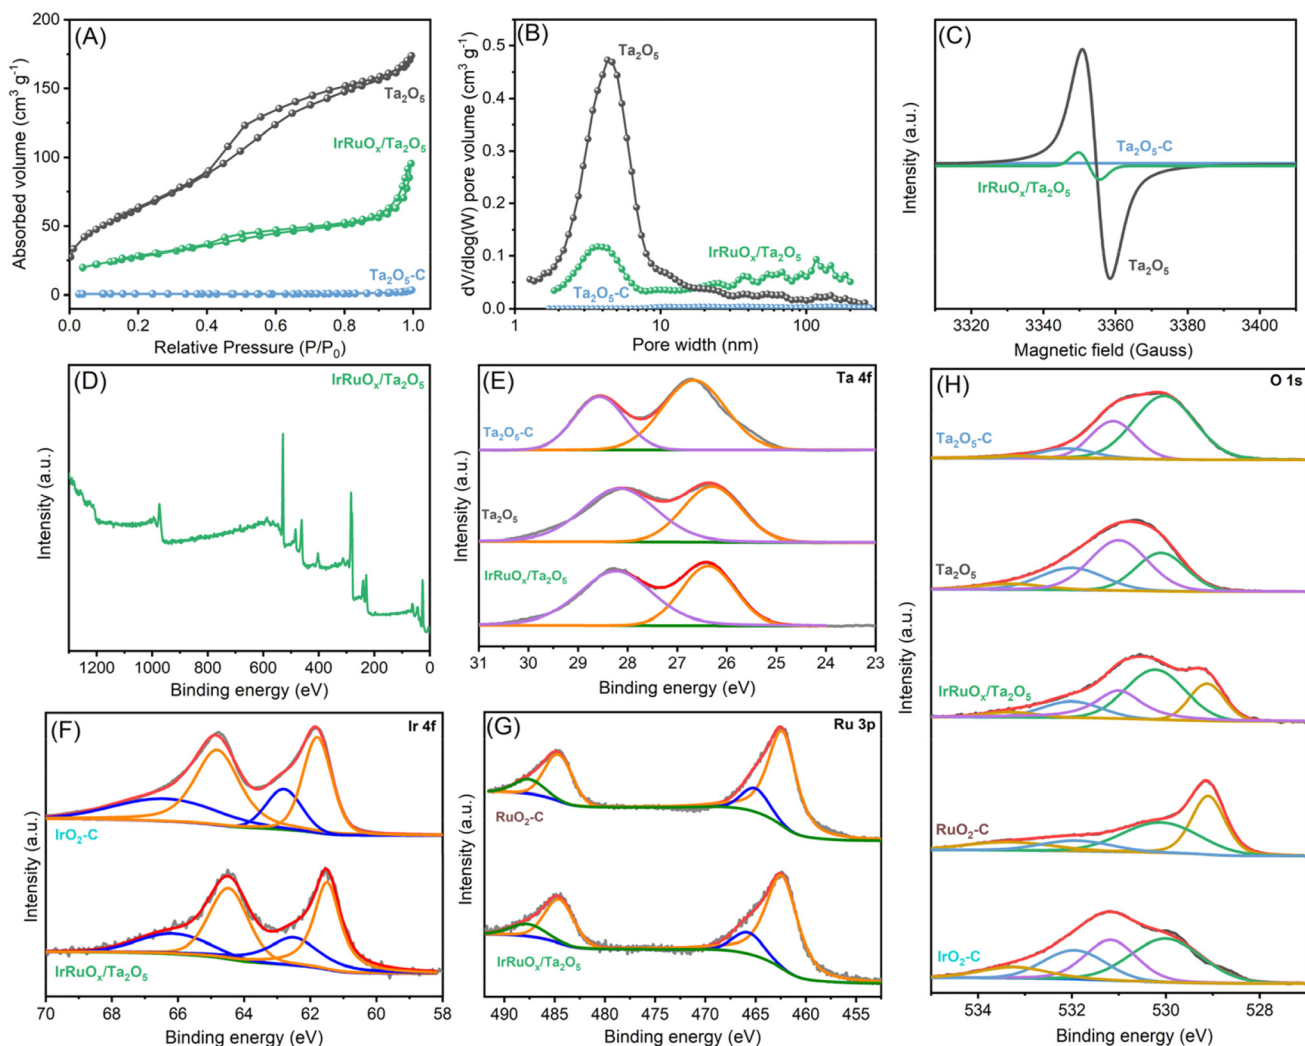 (A)
Absorbed volume (cm³ g⁻¹)
200
150
100
50
0
Ta₂O₅
IrRuOₓ/Ta₂O₅
Ta₂O₅-C
0.0 0.2 0.4 0.6 0.8 1.0
Relative Pressure (P/P₀)
(B)
dV/dlog(W) pore volume (cm³ g⁻¹)
0.5
0.4
0.3
0.2
0.1
0.0
Ta₂O₅
IrRuOₓ/Ta₂O₅
Ta₂O₅-C
1 10 100
Pore width (nm)
(C)
Intensity (a.u.)
Ta₂O₅-C
IrRuOₓ/Ta₂O₅
Ta₂O₅
3320 3340 3360 3380 3410
Magnetic field (Gauss)
(D)
IrRuOₓ/Ta₂O₅
Intensity (a.u.)
1200 1000 800 600 400 200 0
Binding energy (eV)
(E)
Ta 4f
Intensity (a.u.)
Ta₂O₅-C
Ta₂O₅
IrRuOₓ/Ta₂O₅
31 30 29 28 27 26 25 24 23
Binding energy (eV)
(F)
Ir 4f
Intensity (a.u.)
IrO₂-C
IrRuOₓ/Ta₂O₅
70 68 66 64 62 60 58
Binding energy (eV)
(G)
Ru 3p
Intensity (a.u.)
RuO₂-C
IrRuOₓ/Ta₂O₅
490 485 480 475 470 465 460 455
Binding energy (eV)
(H)
O 1s
Intensity (a.u.)
Ta₂O₅-C
Ta₂O₅
IrRuOₓ/Ta₂O₅
RuO₂-C
IrO₂-C
534 532 530 528
Binding energy (eV)